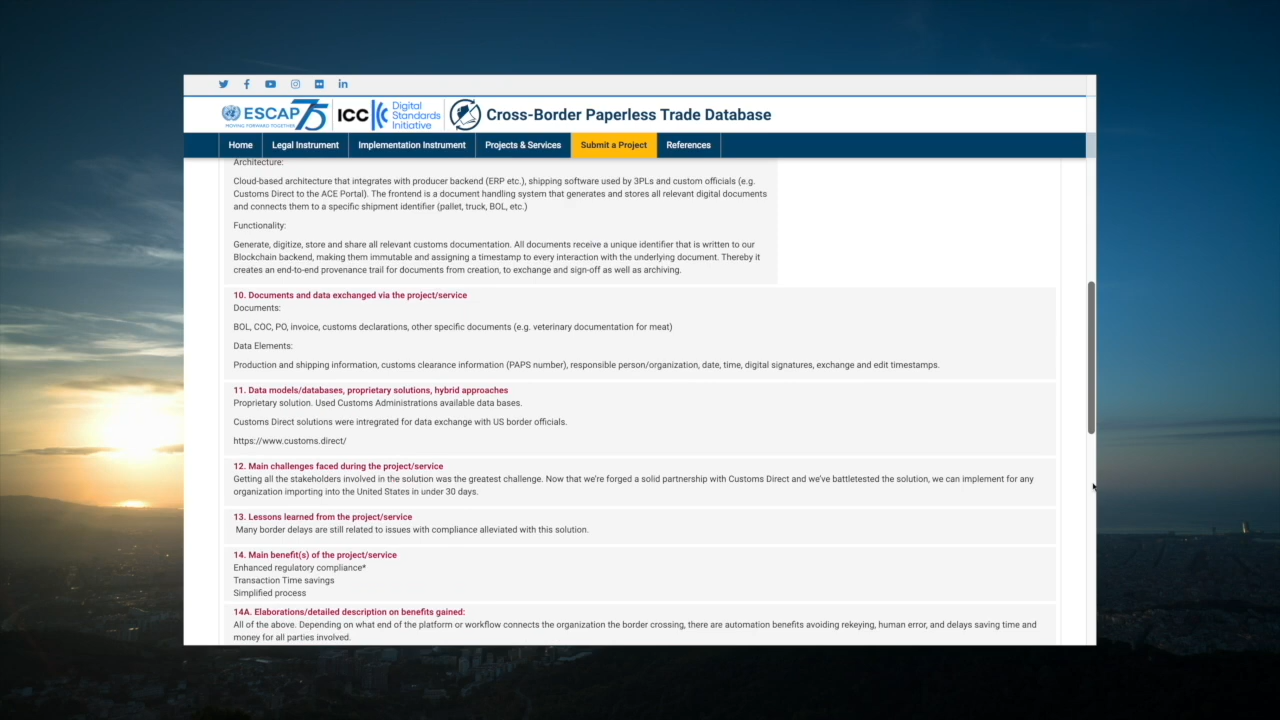 ESCAP 75
MOVING FORWARD TOGETHER
ICC Digital Standards Initiative
Cross-Border Paperless Trade Database
Home Legal Instrument Implementation Instrument Projects & Services Submit a Project References
Architecture:
Cloud-based architecture that integrates with producer backend (ERP etc.), shipping software used by 3PLs and custom officials (e.g.
Customs Direct to the ACE Portal). The frontend is a document handling system that generates and stores all relevant digital documents
and connects them to a specific shipment identifier (pallet, truck, BOL, etc.)
Functionality:
Generate, digitize, store and share all relevant customs documentation. All documents receive a unique identifier that is written to our
Blockchain backend, making them immutable and assigning a timestamp to every interaction with the underlying document. Thereby it
creates an end-to-end provenance trail for documents from creation, to exchange and sign-off as well as archiving.
10. Documents and data exchanged via the project/service
Documents:
BOL, COC, PO, invoice, customs declarations, other specific documents (e.g. veterinary documentation for meat)
Data Elements:
Production and shipping information, customs clearance information (PAPS number), responsible person/organization, date, time, digital signatures, exchange and edit timestamps.
11. Data models/databases, proprietary solutions, hybrid approaches
Proprietary solution. Used Customs Administrations available data bases.
Customs Direct solutions were intregrated for data exchange with US border officials.
https://www.customs.direct/
12. Main challenges faced during the project/service
Getting all the stakeholders involved in the solution was the greatest challenge. Now that we're forged a solid partnership with Customs Direct and we've battletested the solution, we can implement for any
organization importing into the United States in under 30 days.
13. Lessons learned from the project/service
Many border delays are still related to issues with compliance alleviated with this solution.
14. Main benefit(s) of the project/service
Enhanced regulatory compliance*
Transaction Time savings
Simplified process
14A. Elaborations/detailed description on benefits gained:
All of the above. Depending on what end of the platform or workflow connects the organization the border crossing, there are automation benefits avoiding rekeying, human error, and delays saving time and
money for all parties involved.